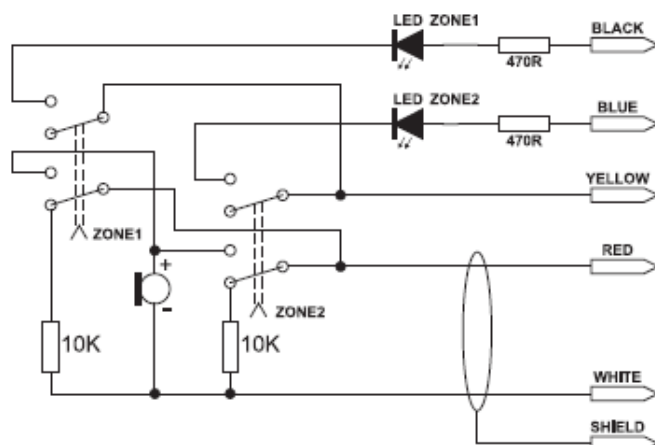 LED ZONE1
BLACK
470R
LED ZONE2
BLUE
470R
YELLOW
ZONE1
RED
+
-
ZONE2
10K
10K
WHITE
SHIELD